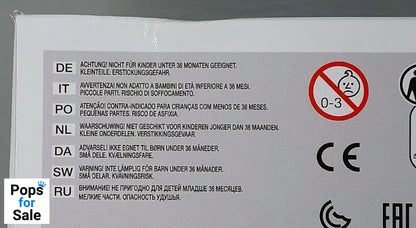 DE ACHTUNG! NICHT FÜR KINDER UNTER 36 MONATEN GEEIGNET.
KLEINTEILE. ERSTICKUNGSGEFAHR.
IT AVVERTENZA! NON ADATTO A BAMBINI DI ETÀ INFERIORE A 36 MESI.
PICCOLE PARTI. RISCHIO DI SOFFOCAMENTO.
PO ATENÇÃO! CONTRA-INDICADO PARA CRIANÇAS COM MENOS DE 36 MESES.
PEQUENAS PARTES. RISCO DE ASFIXIA.
NL WAARSCHUWING! NIET GESCHIKT VOOR KINDEREN JONGER DAN 36 MAANDEN.
KLEINE ONDERDELEN. VERSTIKKINGSGEVAAR.
DA ADVARSEL! IKKE EGNET TIL BØRN UNDER 36 MÅNEDER.
SMÅ DELE. KVÆLNINGSFARE.
SW VARNING! INTE LÄMPLIG FÖR BARN UNDER 36 MÅNADER.
SMÅ DELAR. KVÄVNINGSRISK.
RU ВНИМАНИЕ! НЕ ПРИГОДНО ДЛЯ ДЕТЕЙ МЛАДШЕ 36 МЕСЯЦЕВ.
МЕЛКИЕ ЧАСТИ. ОПАСНОСТЬ УДУШЬЯ.
0-3
CE
EAC
Pops
for
Sale